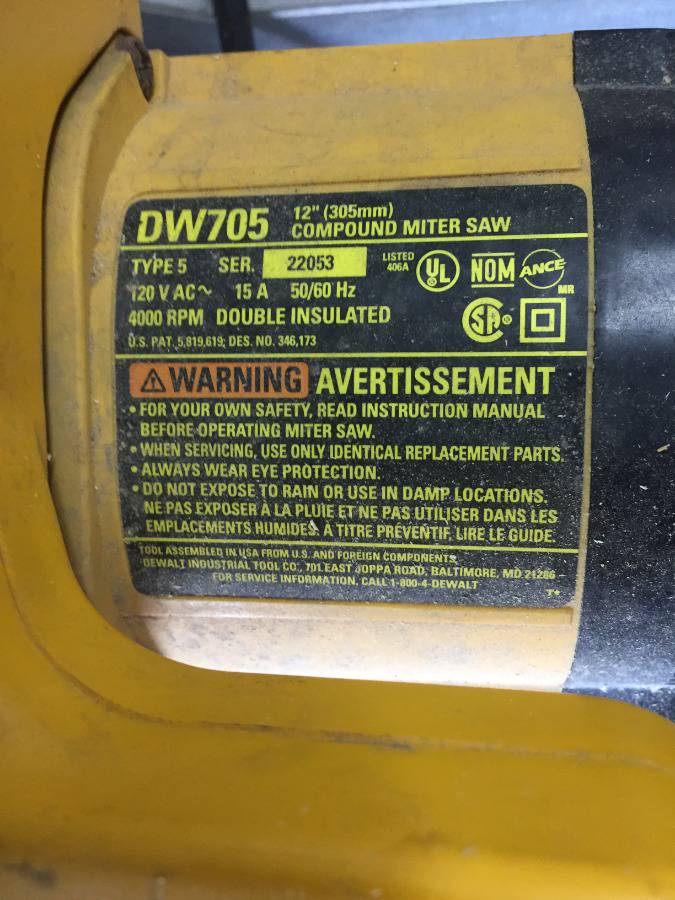 DW705 12" (305mm) COMPOUND MITER SAW
TYPE 5 SER. 22053 LISTED 406A UL NOM ANCE MR
120 V AC~ 15 A 50/60 Hz
4000 RPM DOUBLE INSULATED SA
U.S. PAT. 5,819,619; DES. NO. 346,173
WARNING AVERTISSEMENT
• FOR YOUR OWN SAFETY, READ INSTRUCTION MANUAL
BEFORE OPERATING MITER SAW.
• WHEN SERVICING, USE ONLY IDENTICAL REPLACEMENT PARTS.
• ALWAYS WEAR EYE PROTECTION.
• DO NOT EXPOSE TO RAIN OR USE IN DAMP LOCATIONS.
NE PAS EXPOSER À LA PLUIE ET NE PAS UTILISER DANS LES
EMPLACEMENTS HUMIDES. À TITRE PRÉVENTIF, LIRE LE GUIDE.
TOOL ASSEMBLED IN USA FROM U.S. AND FOREIGN COMPONENTS
DEWALT INDUSTRIAL TOOL CO., 701 EAST JOPPA ROAD, BALTIMORE, MD 21286
FOR SERVICE INFORMATION, CALL 1-800-4-DEWALT